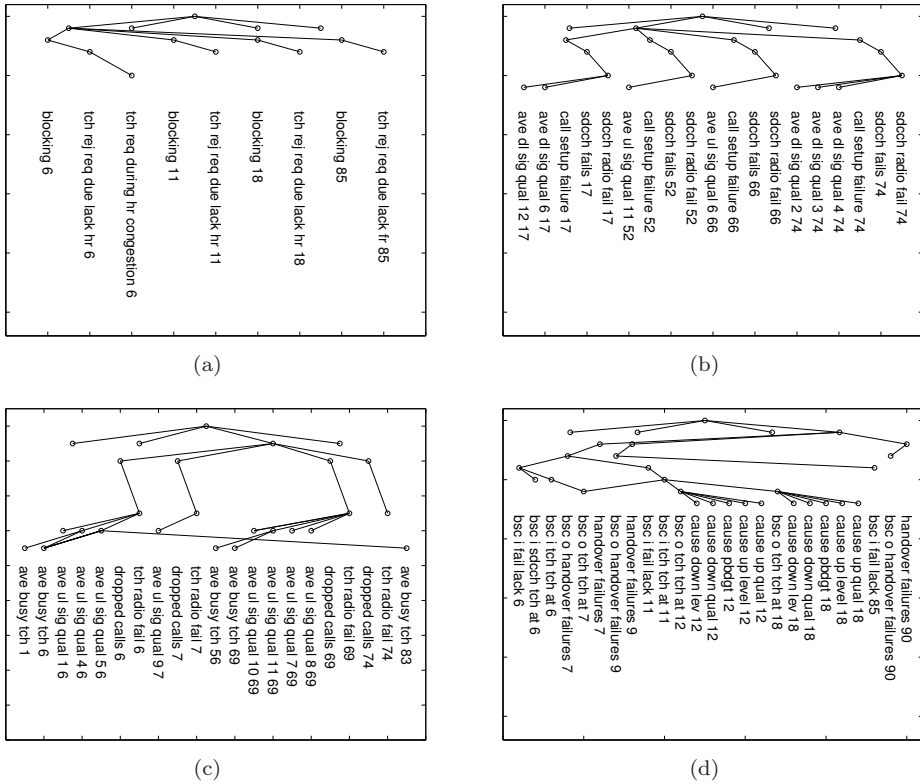 blocking 6
tch rej req due lack hr 6
tch req during hr congestion 6
blocking 11
tch rej req due lack hr 11
blocking 18
tch rej req due lack hr 18
blocking 85
tch rej req due lack fr 85
(a)
ave dl sig qual 12 17
ave dl sig qual 6 17
call setup failure 17
sdcch fails 17
sdcch radio fail 17
ave ul sig qual 11 52
call setup failure 52
sdcch fails 52
sdcch radio fail 52
ave ul sig qual 6 66
call setup failure 66
sdcch fails 66
sdcch radio fail 66
ave dl sig qual 2 74
ave dl sig qual 3 74
ave dl sig qual 4 74
call setup failure 74
sdcch fails 74
sdcch radio fail 74
(b)
ave busy tch 1
ave busy tch 6
ave ul sig qual 1 6
ave ul sig qual 4 6
ave ul sig qual 5 6
dropped calls 6
tch radio fail 6
ave ul sig qual 9 7
dropped calls 7
tch radio fail 7
ave busy tch 56
ave busy tch 69
ave ul sig qual 10 69
ave ul sig qual 11 69
ave ul sig qual 7 69
ave ul sig qual 8 69
dropped calls 69
tch radio fail 69
dropped calls 74
tch radio fail 74
ave busy tch 83
(c)
bsc i fail lack 6
bsc i sdcch tch at 6
bsc i tch tch at 6
bsc o handover failures 7
bsc o tch tch at 7
handover failures 7
bsc o handover failures 9
handover failures 9
bsc i fail lack 11
bsc i tch tch at 11
bsc o tch tch at 12
cause down lev 12
cause down qual 12
cause pbdgt 12
cause up level 12
cause up qual 12
bsc o tch tch at 18
cause down lev 18
cause down qual 18
cause pbdgt 18
cause up level 18
cause up qual 18
bsc i fail lack 85
bsc o handover failures 90
handover failures 90
(d)